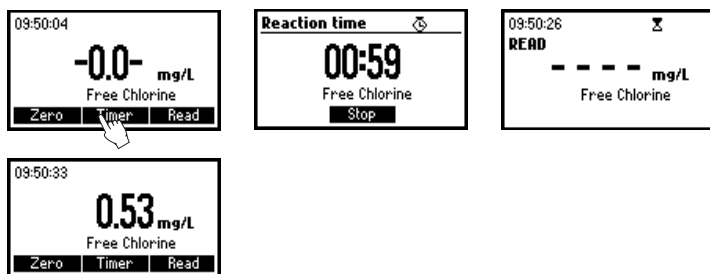 09:50:04
-0.0- mg/L
Free Chlorine
Zero Timer Read
Reaction time
00:59
Free Chlorine
Stop
09:50:26
READ
- - - - mg/L
Free Chlorine
09:50:33
0.53 mg/L
Free Chlorine
Zero Timer Read